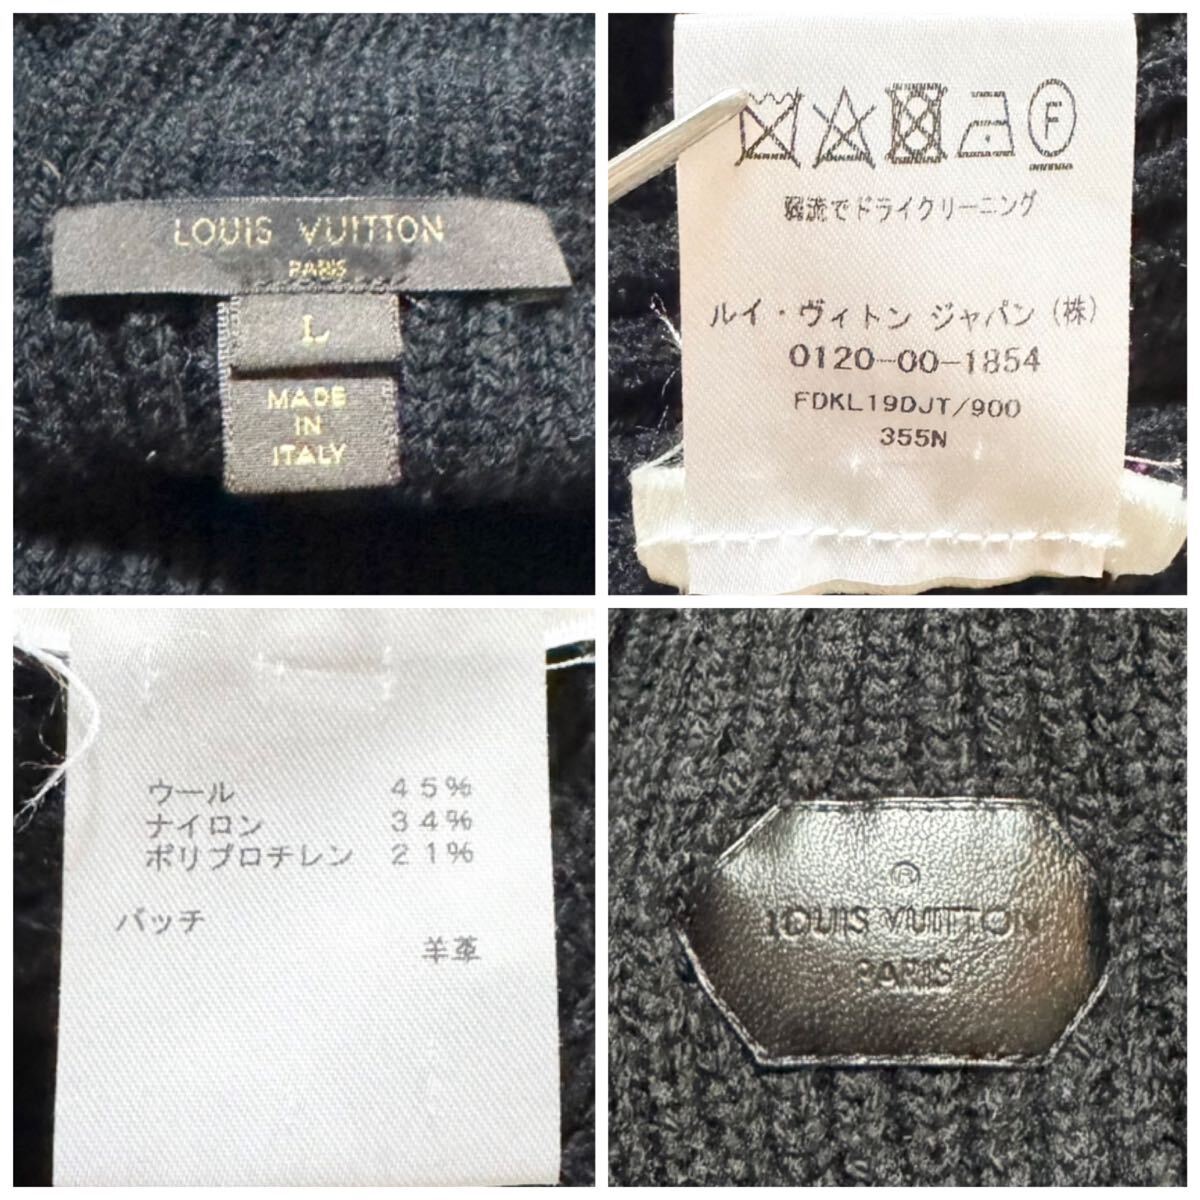 LOUIS VUITTON
PARIS
L
MADE
IN
ITALY
F
弱流でドライクリーニング
ルイ・ヴィトン ジャパン（株）
0120-00-1854
FDKL19DJT/900
355N
ウール 45%
ナイロン 34%
ポリプロチレン 21%
パッチ
羊革
®
LOUIS VUITTON
PARIS